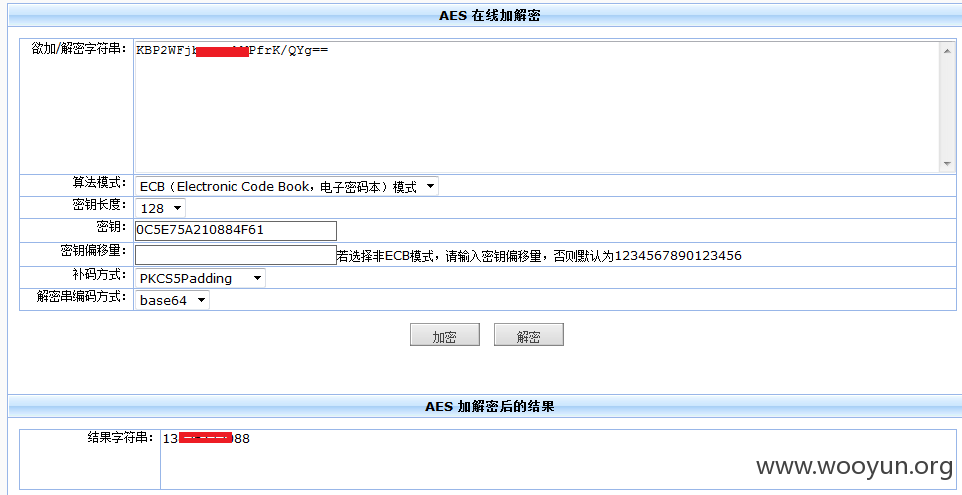 AES 在线加解密
欲加/解密字符串: KBP2WFjb MPfrK/QYg==
算法模式: ECB（Electronic Code Book，电子密码本）模式
密钥长度: 128
密钥: 0C5E75A210884F61
密钥偏移量: 若选择非ECB模式，请输入密钥偏移量，否则默认为1234567890123456
补码方式: PKCS5Padding
解密串编码方式: base64
加密 解密
AES 加解密后的结果
结果字符串: 13 088
www.wooyun.org